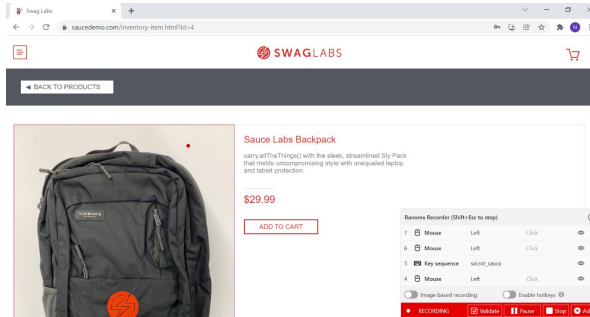 Swag Labs
saucedemo.com/inventory-item.html?id=4
N
SWAGLABS
BACK TO PRODUCTS
TIMBUK2
Sauce Labs Backpack
carry.allTheThings() with the sleek, streamlined Sly Pack
that melds uncompromising style with unequaled laptop
and tablet protection.
$29.99
ADD TO CART
Ranorex Recorder (Shift+Esc to stop)
7 Mouse Left Click
6 Mouse Left Click
5 Key sequence secret_sauce
4 Mouse Left Click
Image based recording Enable hotkeys
RECORDING Validate Pause Stop Ad